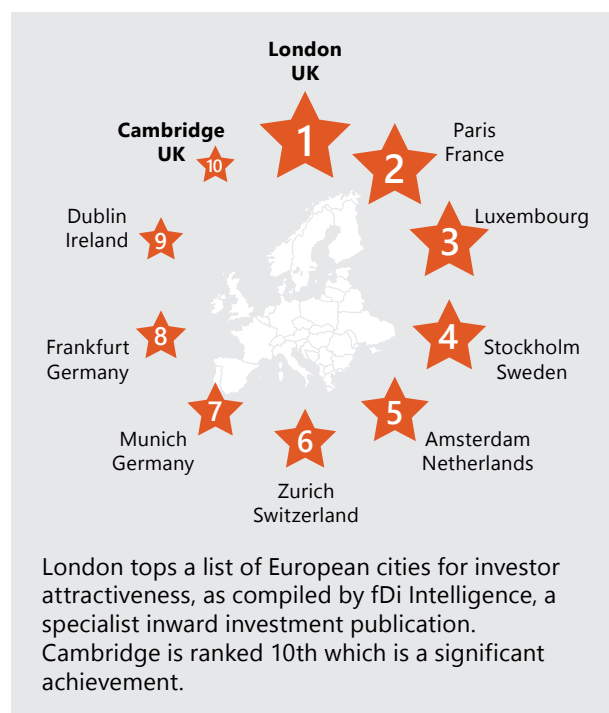 London
UK
1
Paris
France
2
Luxembourg
3
4
Stockholm
Sweden
5
Amsterdam
Netherlands
6
Zurich
Switzerland
7
Munich
Germany
8
Frankfurt
Germany
9
Dublin
Ireland
10
Cambridge
UK
London tops a list of European cities for investor
attractiveness, as compiled by fDi Intelligence, a
specialist inward investment publication.
Cambridge is ranked 10th which is a significant
achievement.